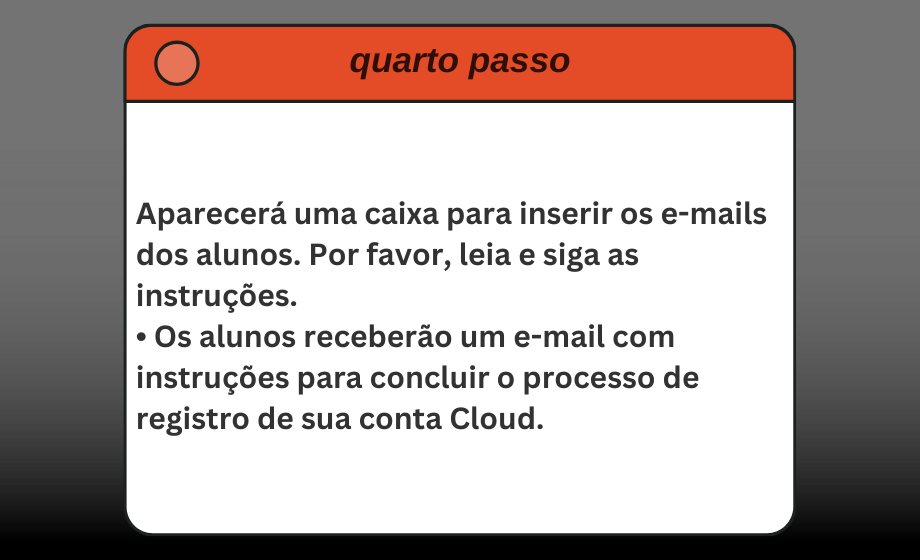 quarto passo
Aparecerá uma caixa para inserir os e-mails
dos alunos. Por favor, leia e siga as
instruções.
• Os alunos receberão um e-mail com
instruções para concluir o processo de
registro de sua conta Cloud.